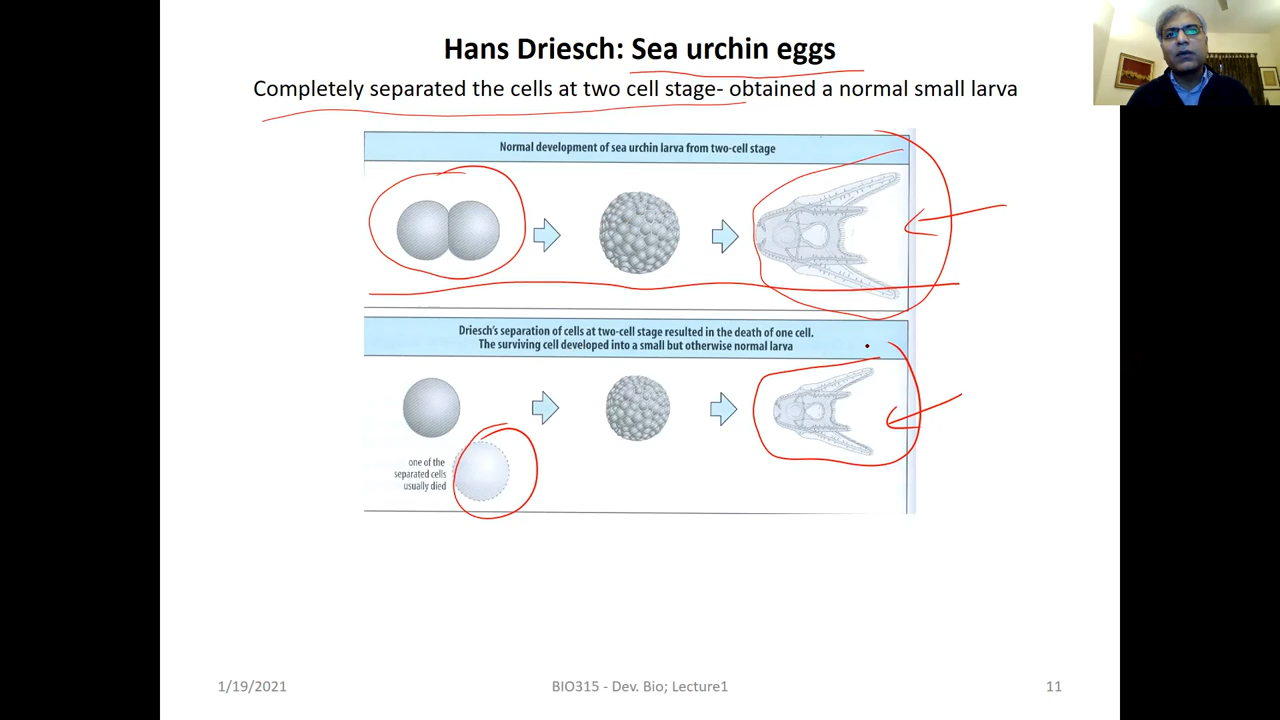 Hans Driesch: Sea urchin eggs
Completely separated the cells at two cell stage- obtained a normal small larva
Normal development of sea urchin larva from two-cell stage
Driesch's separation of cells at two-cell stage resulted in the death of one cell.
The surviving cell developed into a small but otherwise normal larva
one of the
separated cells
usually died
1/19/2021
BIO315 - Dev. Bio; Lecture1
11